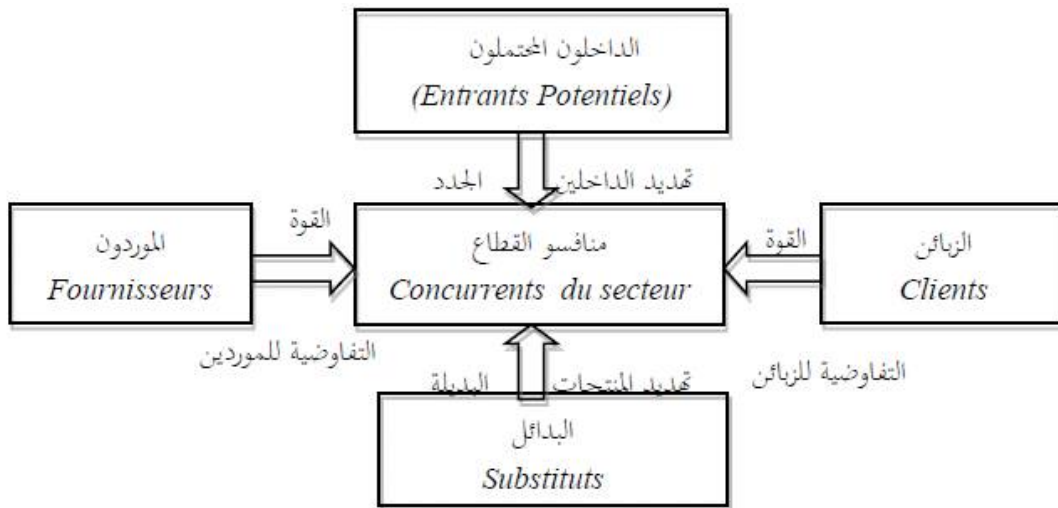 الداخلون المحتملون
(Entrants Potentiels)
تهديد الداخلين الجدد
القوة
القوة
الموردون
Fournisseurs
منافسو القطاع
Concurrents du secteur
الزبائن
Clients
التفاوضية للموردين
التفاوضية للزبائن
تهديد المنتجات البديلة
البدائل
Substituts